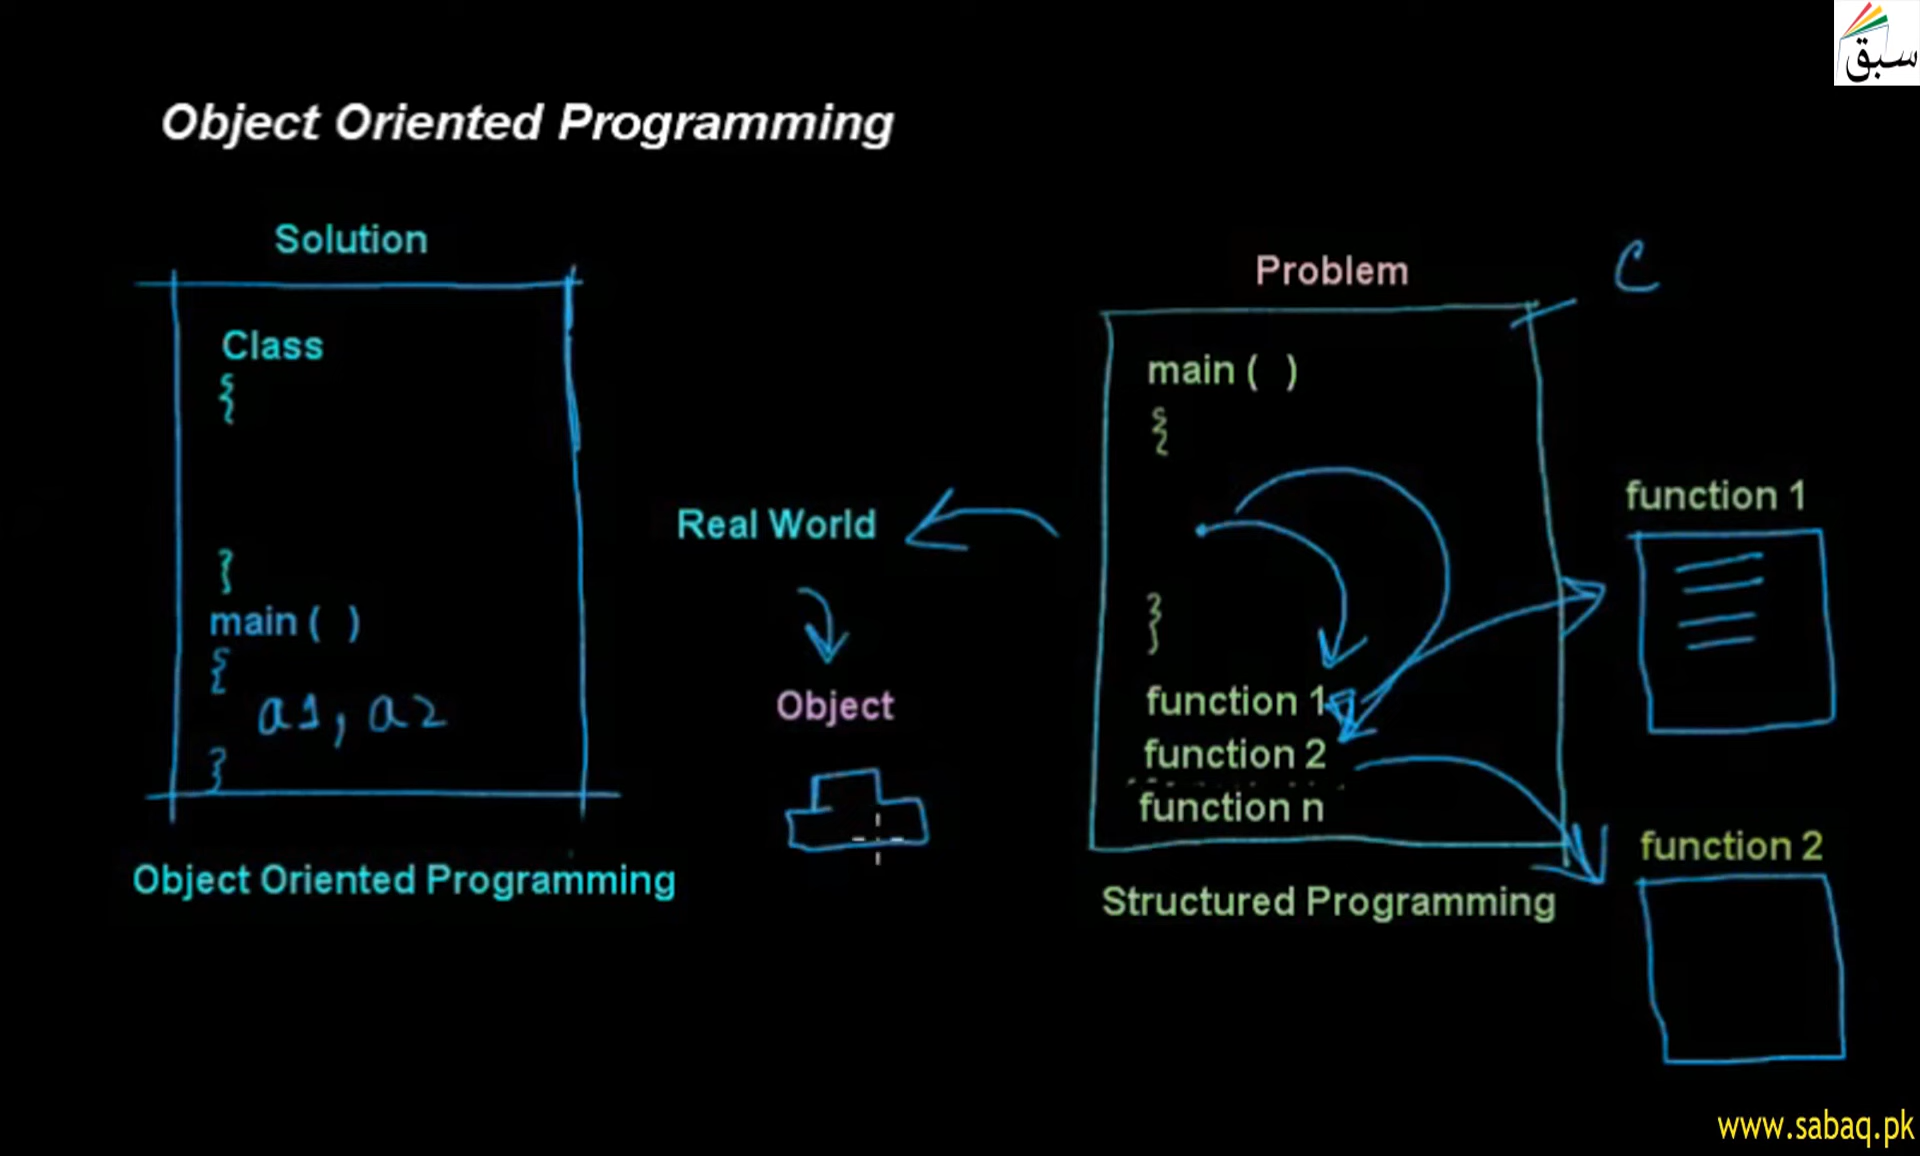 سبق
Object Oriented Programming
Solution
Class
{
}
main ( )
{
a1, a2
}
Object Oriented Programming
Real World
Object
Problem
C
main ( )
{
}
function 1
function 2
function n
Structured Programming
function 1
function 2
www.sabaq.pk